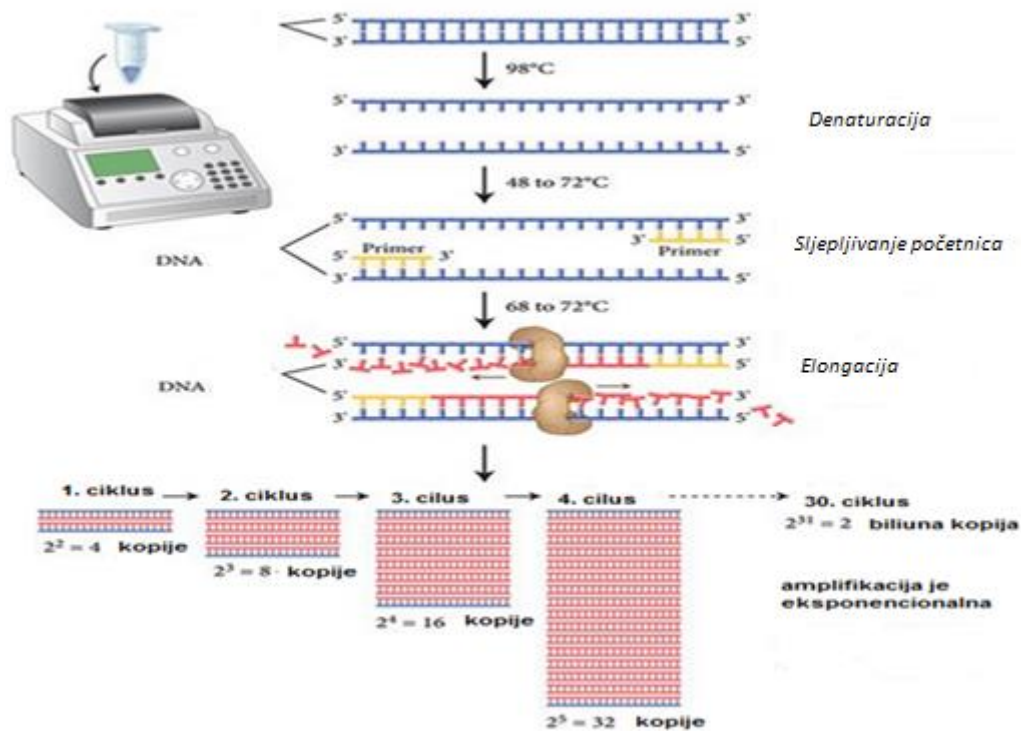 5' 3'
3' 5'
98°C
5' 3'
Denaturacija
3' 5'
48 to 72°C
5' 3'
3' 5'
Primer Primer
Sljepljivanje početnica
5' 3'
DNA
3' 5'
68 to 72°C
5' 3'
3' 5'
Elongacija
DNA
5' 3'
3' 5'
1. ciklus
2. ciklus
3. cilus
4. cilus
30. ciklus
2² = 4 kopije
2³ = 8 · kopije
2⁴ = 16 kopije
2⁵ = 32 kopije
2³¹ = 2 biliuna kopija
amplifikacija je
eksponencionalna